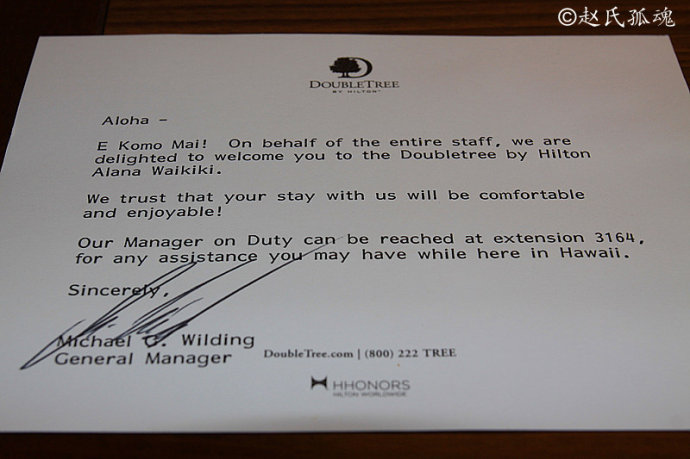 ©赵氏孤魂
DOUBLETREE
BY HILTON™
Aloha –
E Komo Mai! On behalf of the entire staff, we are
delighted to welcome you to the Doubletree by Hilton
Alana Waikiki.
We trust that your stay with us will be comfortable
and enjoyable!
Our Manager on Duty can be reached at extension 3164,
for any assistance you may have while here in Hawaii.
Sincerely,
Michael Wilding
General Manager
DoubleTree.com | (800) 222 TREE
HHONORS
HILTON WORLDWIDE